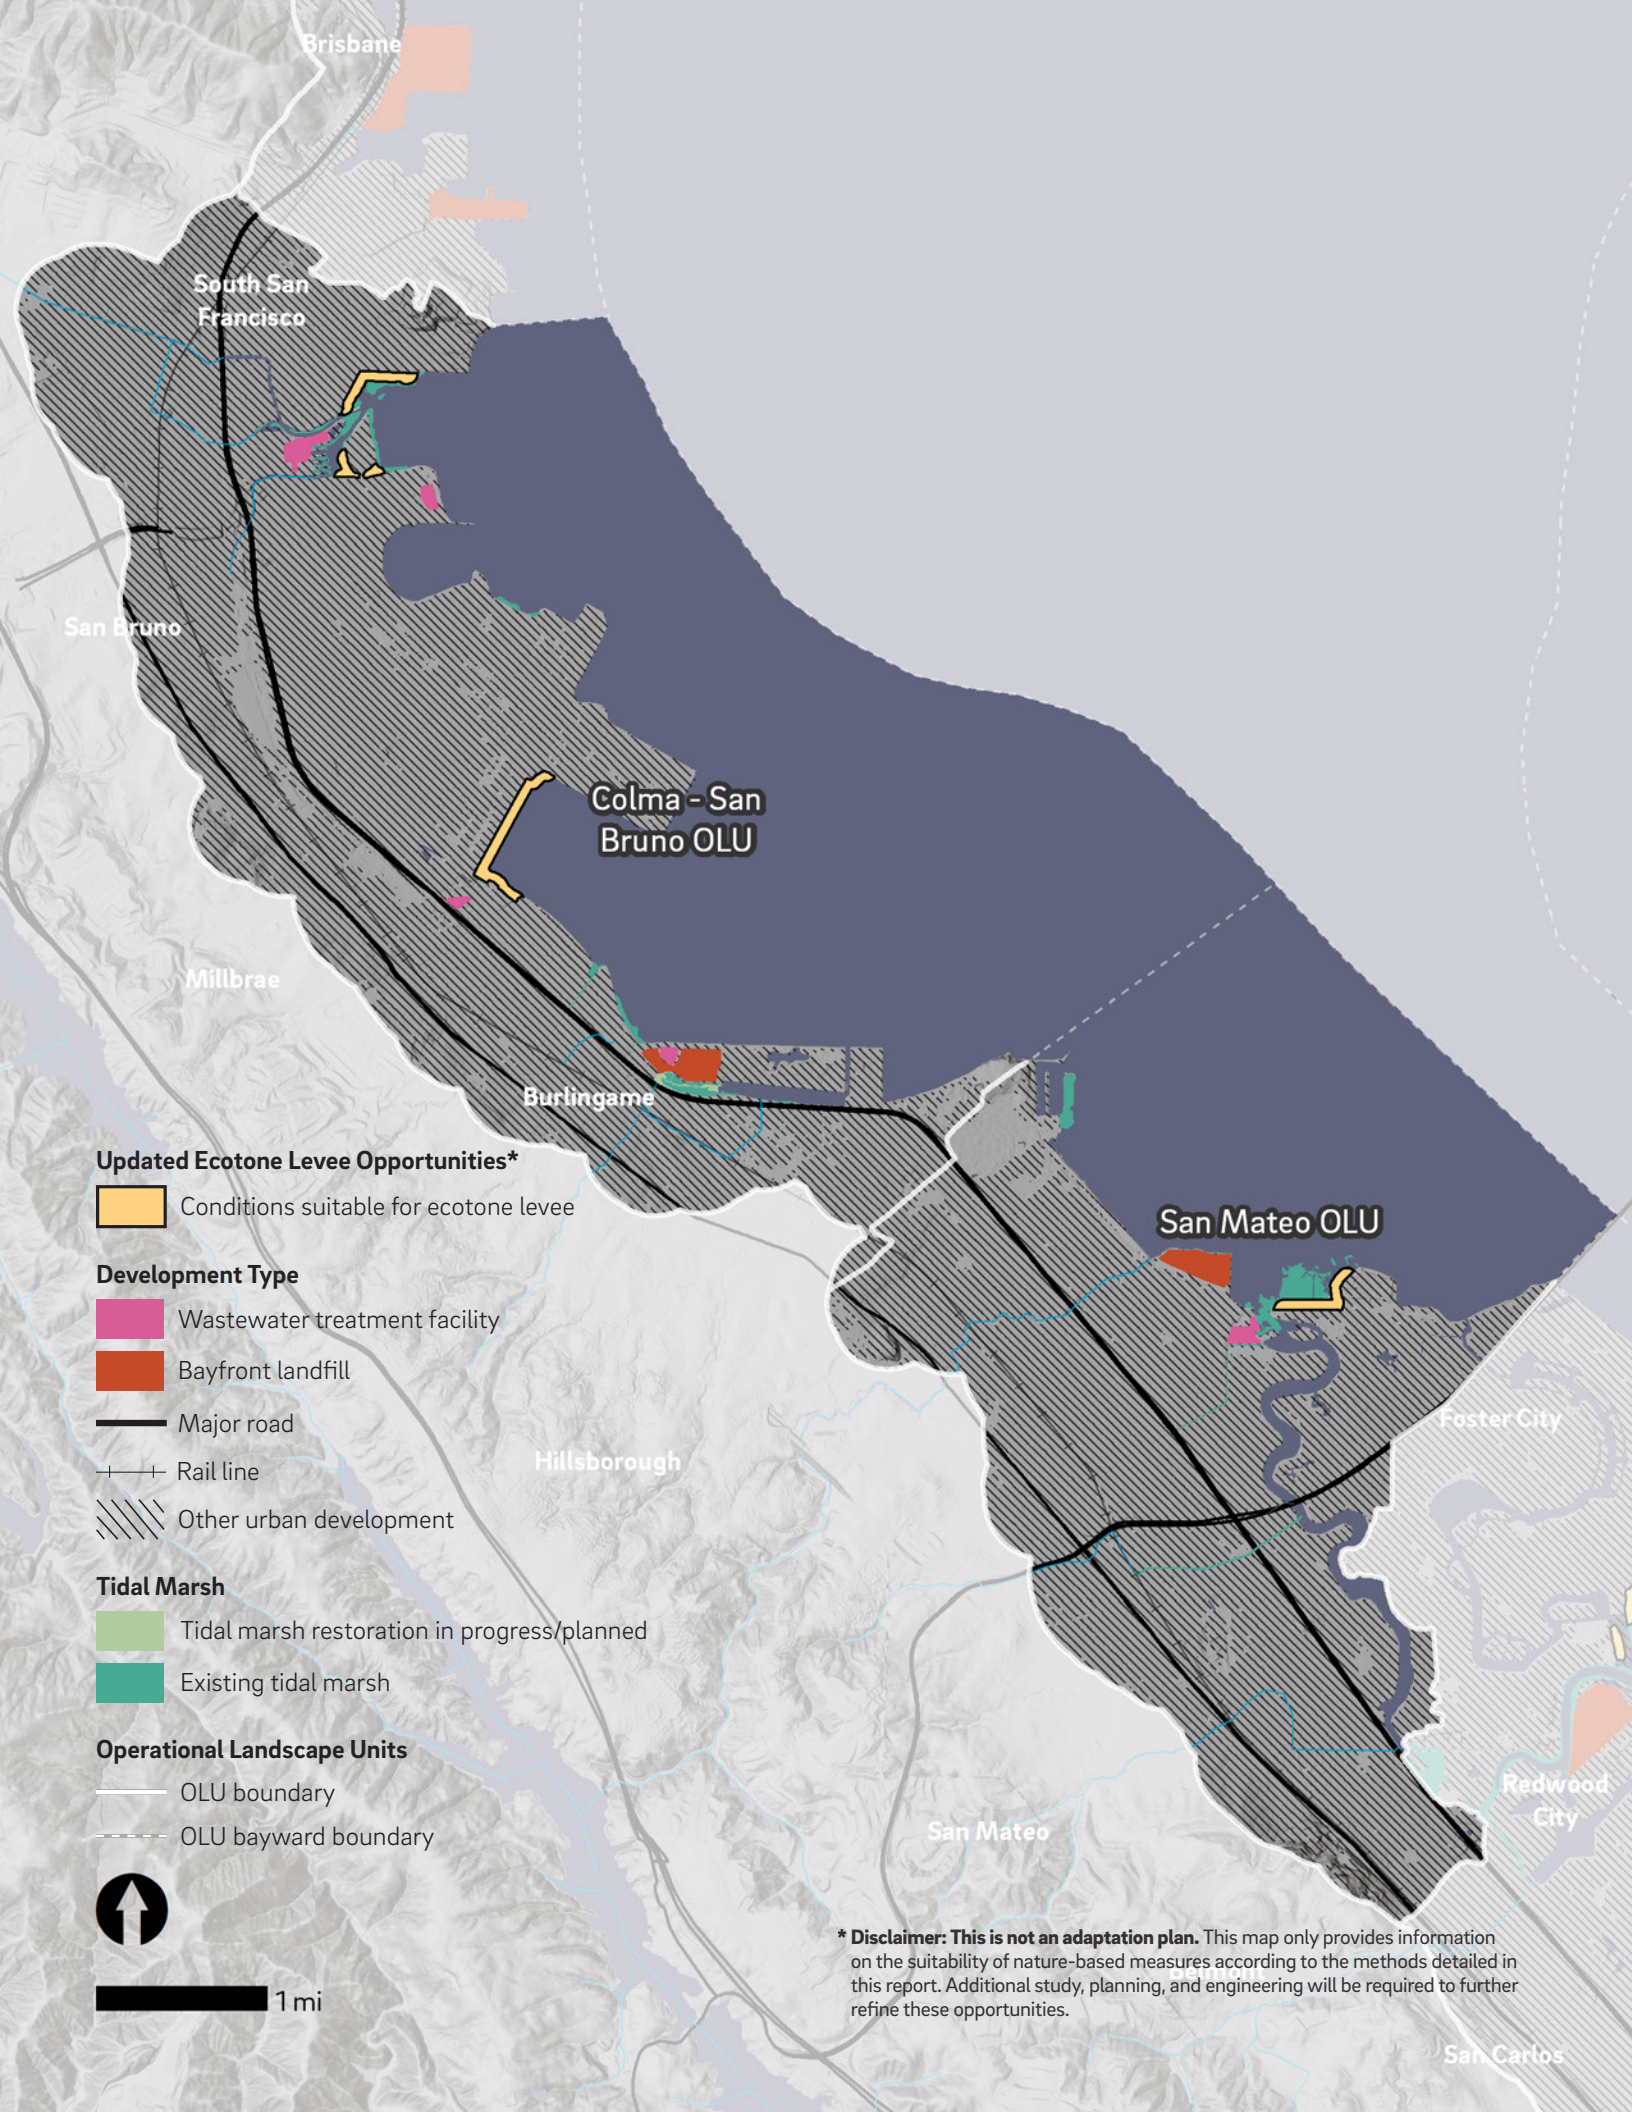 Brisbane
South San
Francisco
San Bruno
Colma - San
Bruno OLU
Millbrae
Burlingame
San Mateo OLU
Foster City
Hillsborough
Redwood
City
San Mateo
Belmont
San Carlos
Updated Ecotone Levee Opportunities*
Conditions suitable for ecotone levee
Development Type
Wastewater treatment facility
Bayfront landfill
Major road
Rail line
Other urban development
Tidal Marsh
Tidal marsh restoration in progress/planned
Existing tidal marsh
Operational Landscape Units
OLU boundary
OLU bayward boundary
1 mi
* Disclaimer: This is not an adaptation plan. This map only provides information
on the suitability of nature-based measures according to the methods detailed in
this report. Additional study, planning, and engineering will be required to further
refine these opportunities.